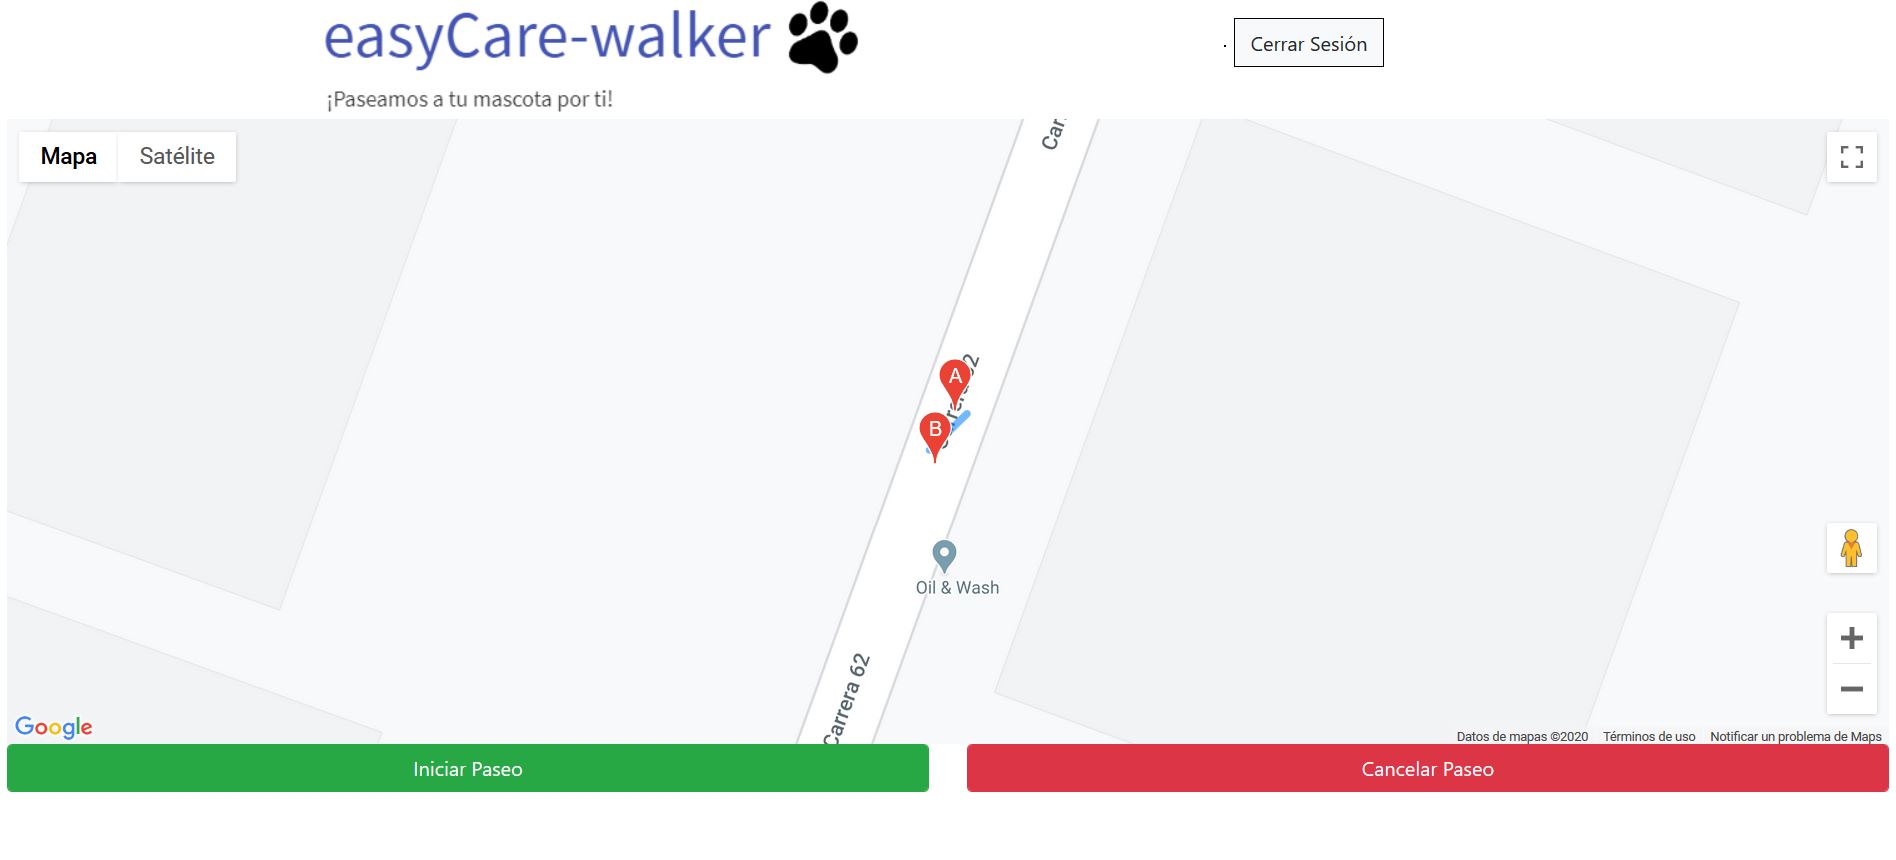 easyCare-walker
Cerrar Sesión
¡Paseamos a tu mascota por ti!
Mapa
Satélite
Car
A
B
Oil & Wash
Carrera 62
Google
Datos de mapas ©2020
Términos de uso
Notificar un problema de Maps
Iniciar Paseo
Cancelar Paseo